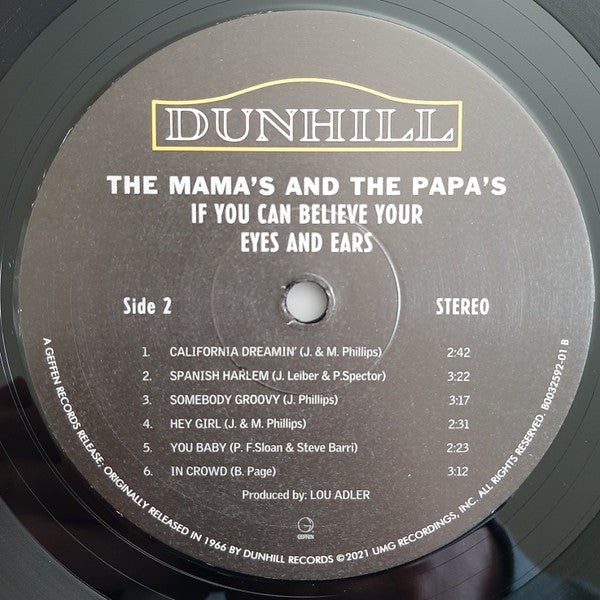 DUNHILL
THE MAMA'S AND THE PAPA'S
IF YOU CAN BELIEVE YOUR
EYES AND EARS
Side 2
STEREO
1. CALIFORNIA DREAMIN' (J. & M. Phillips) 2:42
2. SPANISH HARLEM (J. Leiber & P.Spector) 3:22
3. SOMEBODY GROOVY (J. Phillips) 3:17
4. HEY GIRL (J. & M. Phillips) 2:31
5. YOU BABY (P. F.Sloan & Steve Barri) 2:23
6. IN CROWD (B. Page) 3:12
Produced by: LOU ADLER
G
GEFFEN
A GEFFEN RECORDS RELEASE; ORIGINALLY RELEASED IN 1966 BY DUNHILL RECORDS ©2021 UMG RECORDINGS, INC. ALL RIGHTS RESERVED. B0032592-01 B